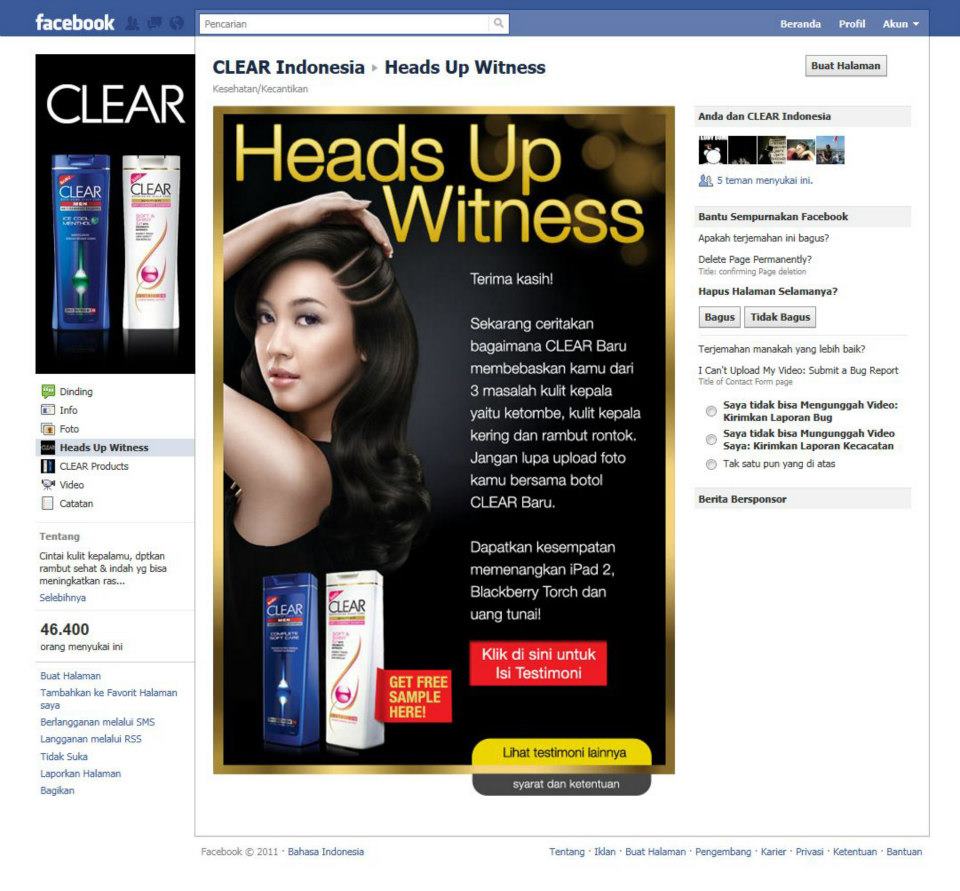 facebook
Pencarian
Beranda
Profil
Akun
CLEAR
CLEAR
MEN
ICE COOL
MENTHOL
CLEAR
SOFT &
SHINY
Dinding
Info
Foto
Heads Up Witness
CLEAR Products
Video
Catatan
Tentang
Cintai kulit kepalamu, dptkan
rambut sehat & indah yg bisa
meningkatkan ras...
Selebihnya
46.400
orang menyukai ini
Buat Halaman
Tambahkan ke Favorit Halaman
saya
Berlangganan melalui SMS
Langganan melalui RSS
Tidak Suka
Laporkan Halaman
Bagikan
CLEAR Indonesia
Heads Up Witness
Kesehatan/Kecantikan
Buat Halaman
Heads Up
Witness
Terima kasih!
Sekarang ceritakan
bagaimana CLEAR Baru
membebaskan kamu dari
3 masalah kulit kepala
yaitu ketombe, kulit kepala
kering dan rambut rontok.
Jangan lupa upload foto
kamu bersama botol
CLEAR Baru.
Dapatkan kesempatan
memenangkan iPad 2,
Blackberry Torch dan
uang tunai!
Klik di sini untuk
Isi Testimoni
CLEAR
MEN
COMPLETE
SOFT CARE
CLEAR
SOFT &
SHINY
GET FREE
SAMPLE
HERE!
Lihat testimoni lainnya
syarat dan ketentuan
Anda dan CLEAR Indonesia
5 teman menyukai ini.
Bantu Sempurnakan Facebook
Apakah terjemahan ini bagus?
Delete Page Permanently?
Title: confirming Page deletion
Hapus Halaman Selamanya?
Bagus
Tidak Bagus
Terjemahan manakah yang lebih baik?
I Can't Upload My Video: Submit a Bug Report
Title of Contact Form page
Saya tidak bisa Mengunggah Video:
Kirimkan Laporan Bug
Saya tidak bisa Mungunggah Video
Saya: Kirimkan Laporan Kecacatan
Tak satu pun yang di atas
Berita Bersponsor
Facebook © 2011 · Bahasa Indonesia
Tentang · Iklan · Buat Halaman · Pengembang · Karier · Privasi · Ketentuan · Bantuan